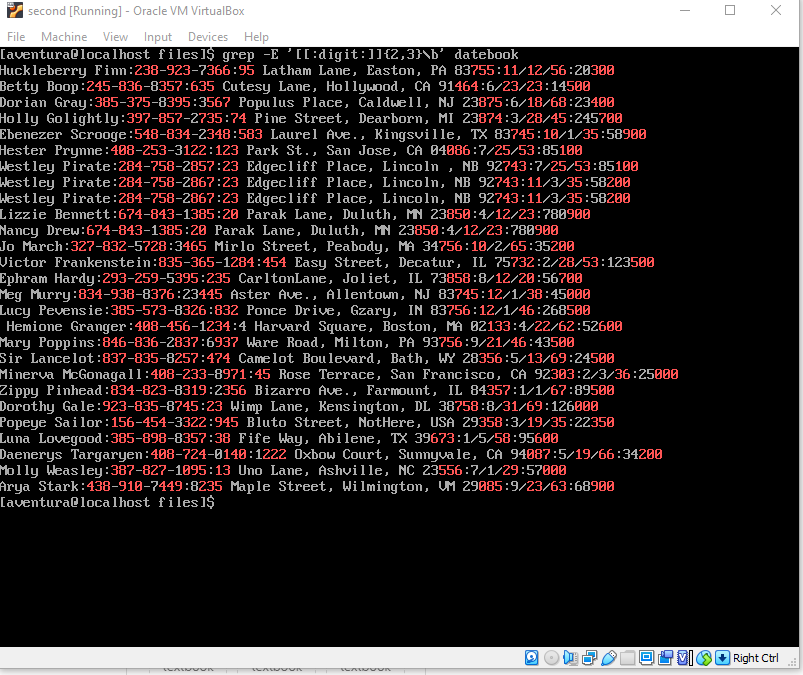 second [Running] - Oracle VM VirtualBox
File Machine View Input Devices Help
[aventura@localhost files]$ grep -E '[[:digit:]]{2,3}\b' datebook
Huckleberry Finn:238-923-7366:95 Latham Lane, Easton, PA 83755:11/12/56:20300
Betty Boop:245-836-8357:635 Cutesy Lane, Hollywood, CA 91464:6/23/23:14500
Dorian Gray:385-375-8395:3567 Populus Place, Caldwell, NJ 23875:6/18/68:23400
Holly Golightly:397-857-2735:74 Pine Street, Dearborn, MI 23874:3/28/45:245700
Ebenezer Scrooge:548-834-2348:583 Laurel Ave., Kingsville, TX 83745:10/1/35:58900
Hester Prynne:408-253-3122:123 Park St., San Jose, CA 04086:7/25/53:85100
Westley Pirate:284-758-2857:23 Edgecliff Place, Lincoln , NB 92743:7/25/53:85100
Westley Pirate:284-758-2867:23 Edgecliff Place, Lincoln, NB 92743:11/3/35:58200
Westley Pirate:284-758-2867:23 Edgecliff Place, Lincoln, NB 92743:11/3/35:58200
Lizzie Bennett:674-843-1385:20 Parak Lane, Duluth, MN 23850:4/12/23:780900
Nancy Drew:674-843-1385:20 Parak Lane, Duluth, MN 23850:4/12/23:780900
Jo March:327-832-5728:3465 Mirlo Street, Peabody, MA 34756:10/2/65:35200
Victor Frankenstein:835-365-1284:454 Easy Street, Decatur, IL 75732:2/28/53:123500
Ephram Hardy:293-259-5395:235 CarltonLane, Joliet, IL 73858:8/12/20:56700
Meg Murry:834-938-8376:23445 Aster Ave., Allentown, NJ 83745:12/1/38:45000
Lucy Pevensie:385-573-8326:832 Ponce Drive, Gzary, IN 83756:12/1/46:268500
 Hemione Granger:408-456-1234:4 Harvard Square, Boston, MA 02133:4/22/62:52600
Mary Poppins:846-836-2837:6937 Ware Road, Milton, PA 93756:9/21/46:43500
Sir Lancelot:837-835-8257:474 Camelot Boulevard, Bath, WY 28356:5/13/69:24500
Minerva McGonagall:408-233-8971:45 Rose Terrace, San Francisco, CA 92303:2/3/36:25000
Zippy Pinhead:834-823-8319:2356 Bizarro Ave., Farmount, IL 84357:1/1/67:89500
Dorothy Gale:923-835-8745:23 Wimp Lane, Kensington, DL 38758:8/31/69:126000
Popeye Sailor:156-454-3322:945 Bluto Street, NotHere, USA 29358:3/19/35:22350
Luna Lovegood:385-898-8357:38 Fife Way, Abilene, TX 39673:1/5/58:95600
Daenerys Targaryen:408-724-0140:1222 Oxbow Court, Sunnyvale, CA 94087:5/19/66:34200
Molly Weasley:387-827-1095:13 Uno Lane, Ashville, NC 23556:7/1/29:57000
Arya Stark:438-910-7449:8235 Maple Street, Wilmington, VM 29085:9/23/63:68900
[aventura@localhost files]$
Right Ctrl